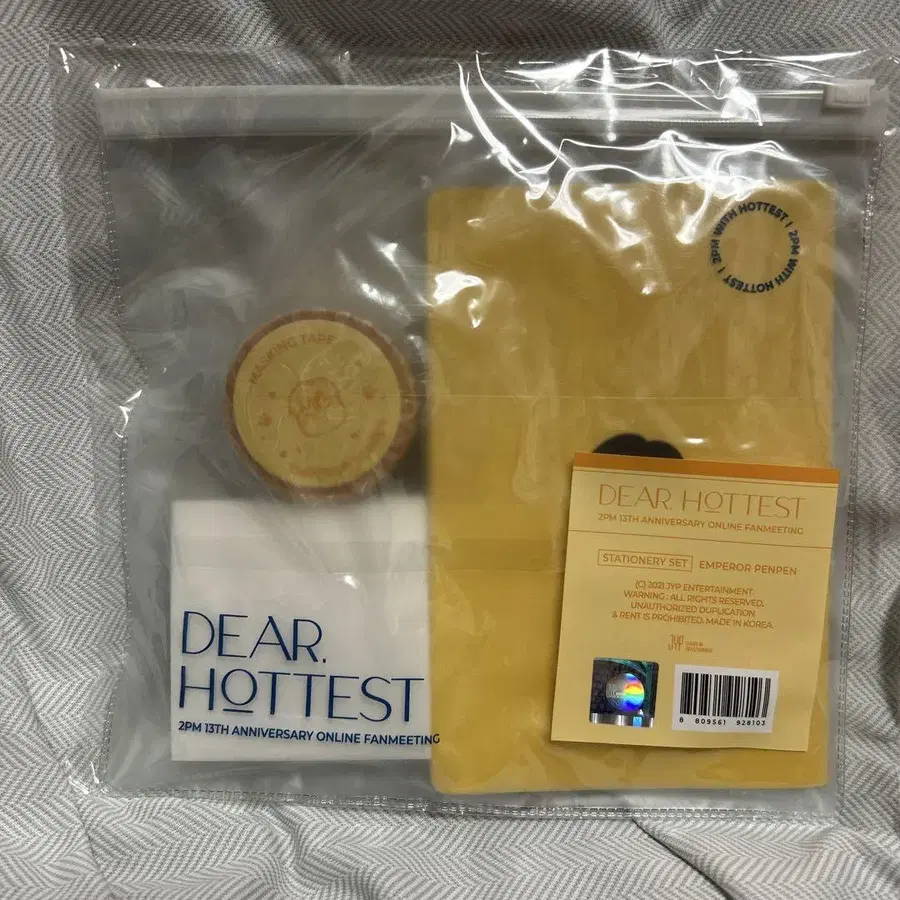 2PM WITH HOTTEST I 2PM WITH HOTTEST I
MASKING TAPE
DEAR. HOTTEST
2PM 13TH ANNIVERSARY ONLINE FANMEETING
STATIONERY SET EMPEROR PENPEN
(C) 2021 JYP ENTERTAINMENT
WARNING : ALL RIGHTS RESERVED.
UNAUTHORIZED DUPLICATION
& RENT IS PROHIBITED. MADE IN KOREA.
JYP
8 809561 928103
DEAR.
HOTTEST
2PM 13TH ANNIVERSARY ONLINE FANMEETING